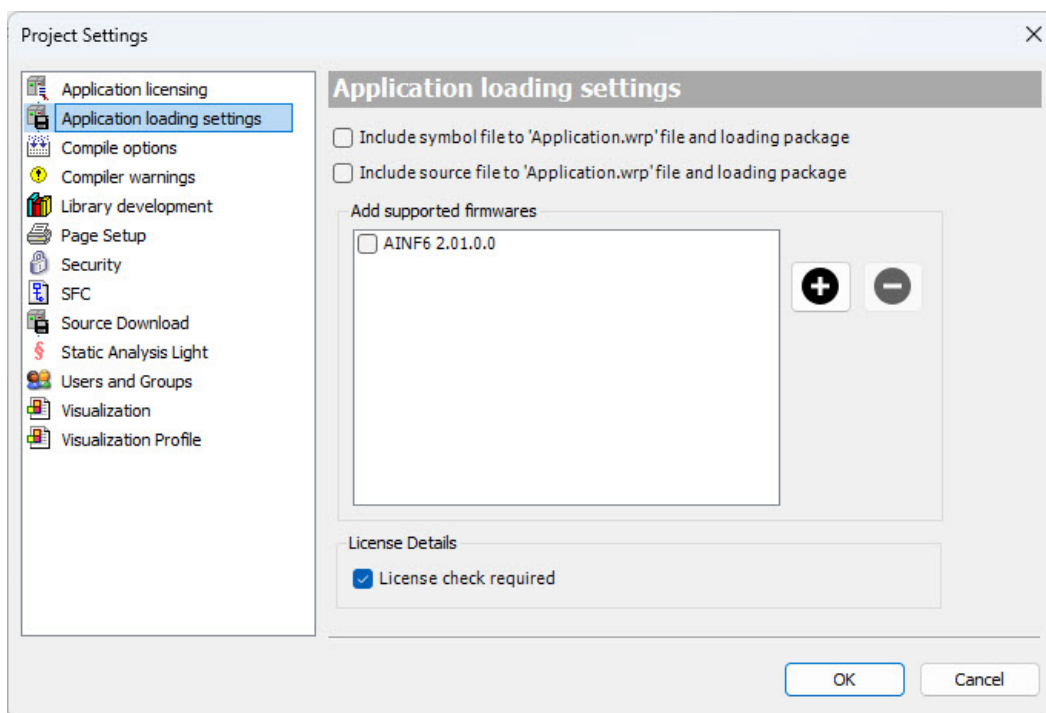 Project Settings
Application licensing
Application loading settings
Compile options
Compiler warnings
Library development
Page Setup
Security
SFC
Source Download
Static Analysis Light
Users and Groups
Visualization
Visualization Profile
Application loading settings
Include symbol file to 'Application.wrp' file and loading package
Include source file to 'Application.wrp' file and loading package
Add supported firmwares
AINF6 2.01.0.0
License Details
License check required
OK
Cancel